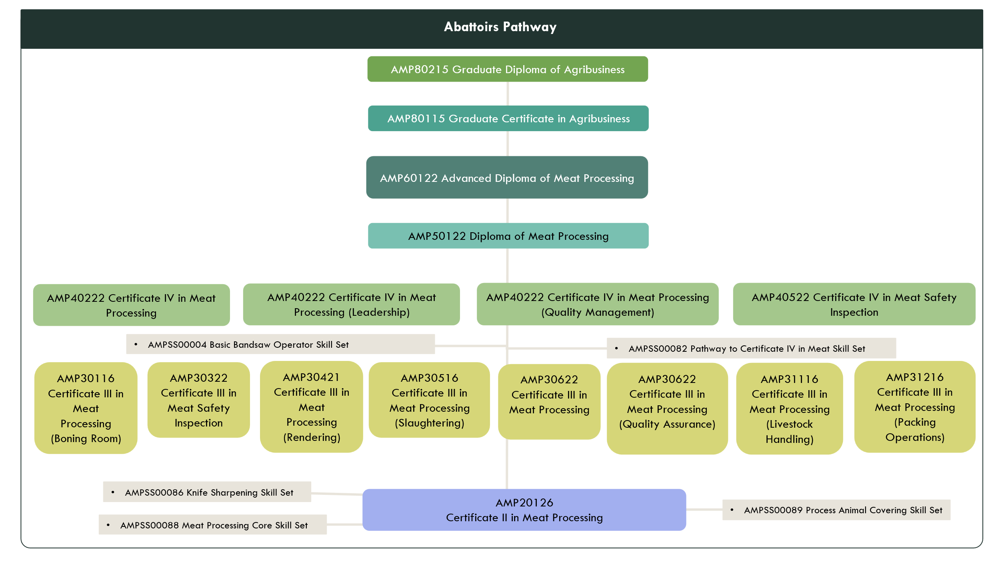 Abattoirs Pathway
AMP80215 Graduate Diploma of Agribusiness
AMP80115 Graduate Certificate in Agribusiness
AMP60122 Advanced Diploma of Meat Processing
AMP50122 Diploma of Meat Processing
AMP40222 Certificate IV in Meat
Processing
AMP40222 Certificate IV in Meat
Processing (Leadership)
AMP40222 Certificate IV in Meat Processing
(Quality Management)
AMP40522 Certificate IV in Meat Safety
Inspection
• AMPSS00004 Basic Bandsaw Operator Skill Set
• AMPSS00082 Pathway to Certificate IV in Meat Skill Set
AMP30116
Certificate III in
Meat
Processing
(Boning Room)
AMP30322
Certificate III in
Meat Safety
Inspection
AMP30421
Certificate III in
Meat
Processing
(Rendering)
AMP30516
Certificate III in
Meat Processing
(Slaughtering)
AMP30622
Certificate III in
Meat Processing
AMP30622
Certificate III in
Meat Processing
(Quality Assurance)
AMP31116
Certificate III in
Meat Processing
(Livestock
Handling)
AMP31216
Certificate III in
Meat Processing
(Packing
Operations)
• AMPSS00086 Knife Sharpening Skill Set
• AMPSS00088 Meat Processing Core Skill Set
AMP20126
Certificate II in Meat Processing
• AMPSS00089 Process Animal Covering Skill Set